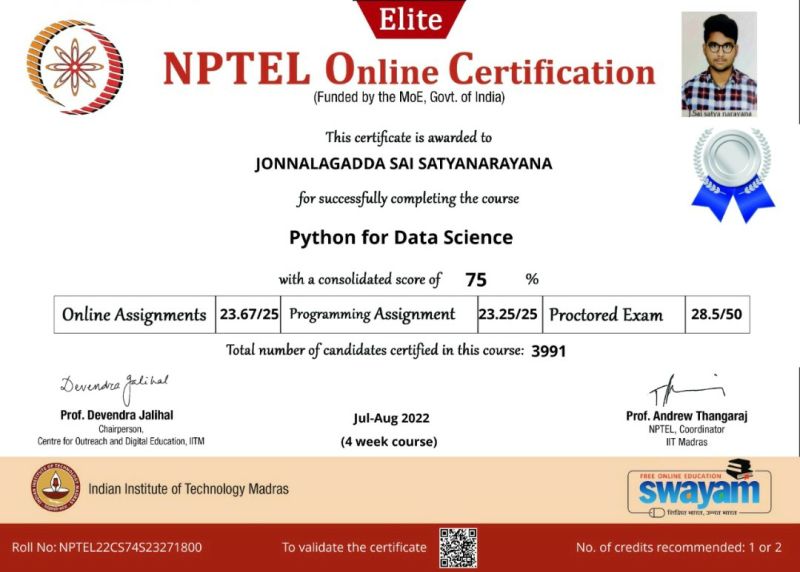 Elite
NPTEL Online Certification
(Funded by the MoE, Govt. of India)
J.Sai satya narayana
This certificate is awarded to
JONNALAGADDA SAI SATYANARAYANA
for successfully completing the course
Python for Data Science
with a consolidated score of 75 %
Online Assignments 23.67/25 Programming Assignment 23.25/25 Proctored Exam 28.5/50
Total number of candidates certified in this course: 3991
Devendra Jalihal
Prof. Devendra Jalihal
Chairperson,
Centre for Outreach and Digital Education, IITM
Jul-Aug 2022
(4 week course)
Prof. Andrew Thangaraj
NPTEL, Coordinator
IIT Madras
Indian Institute of Technology Madras
FREE ONLINE EDUCATION
swayam
शिक्षित भारत, उन्नत भारत
Roll No: NPTEL22CS74S23271800
To validate the certificate
No. of credits recommended: 1 or 2